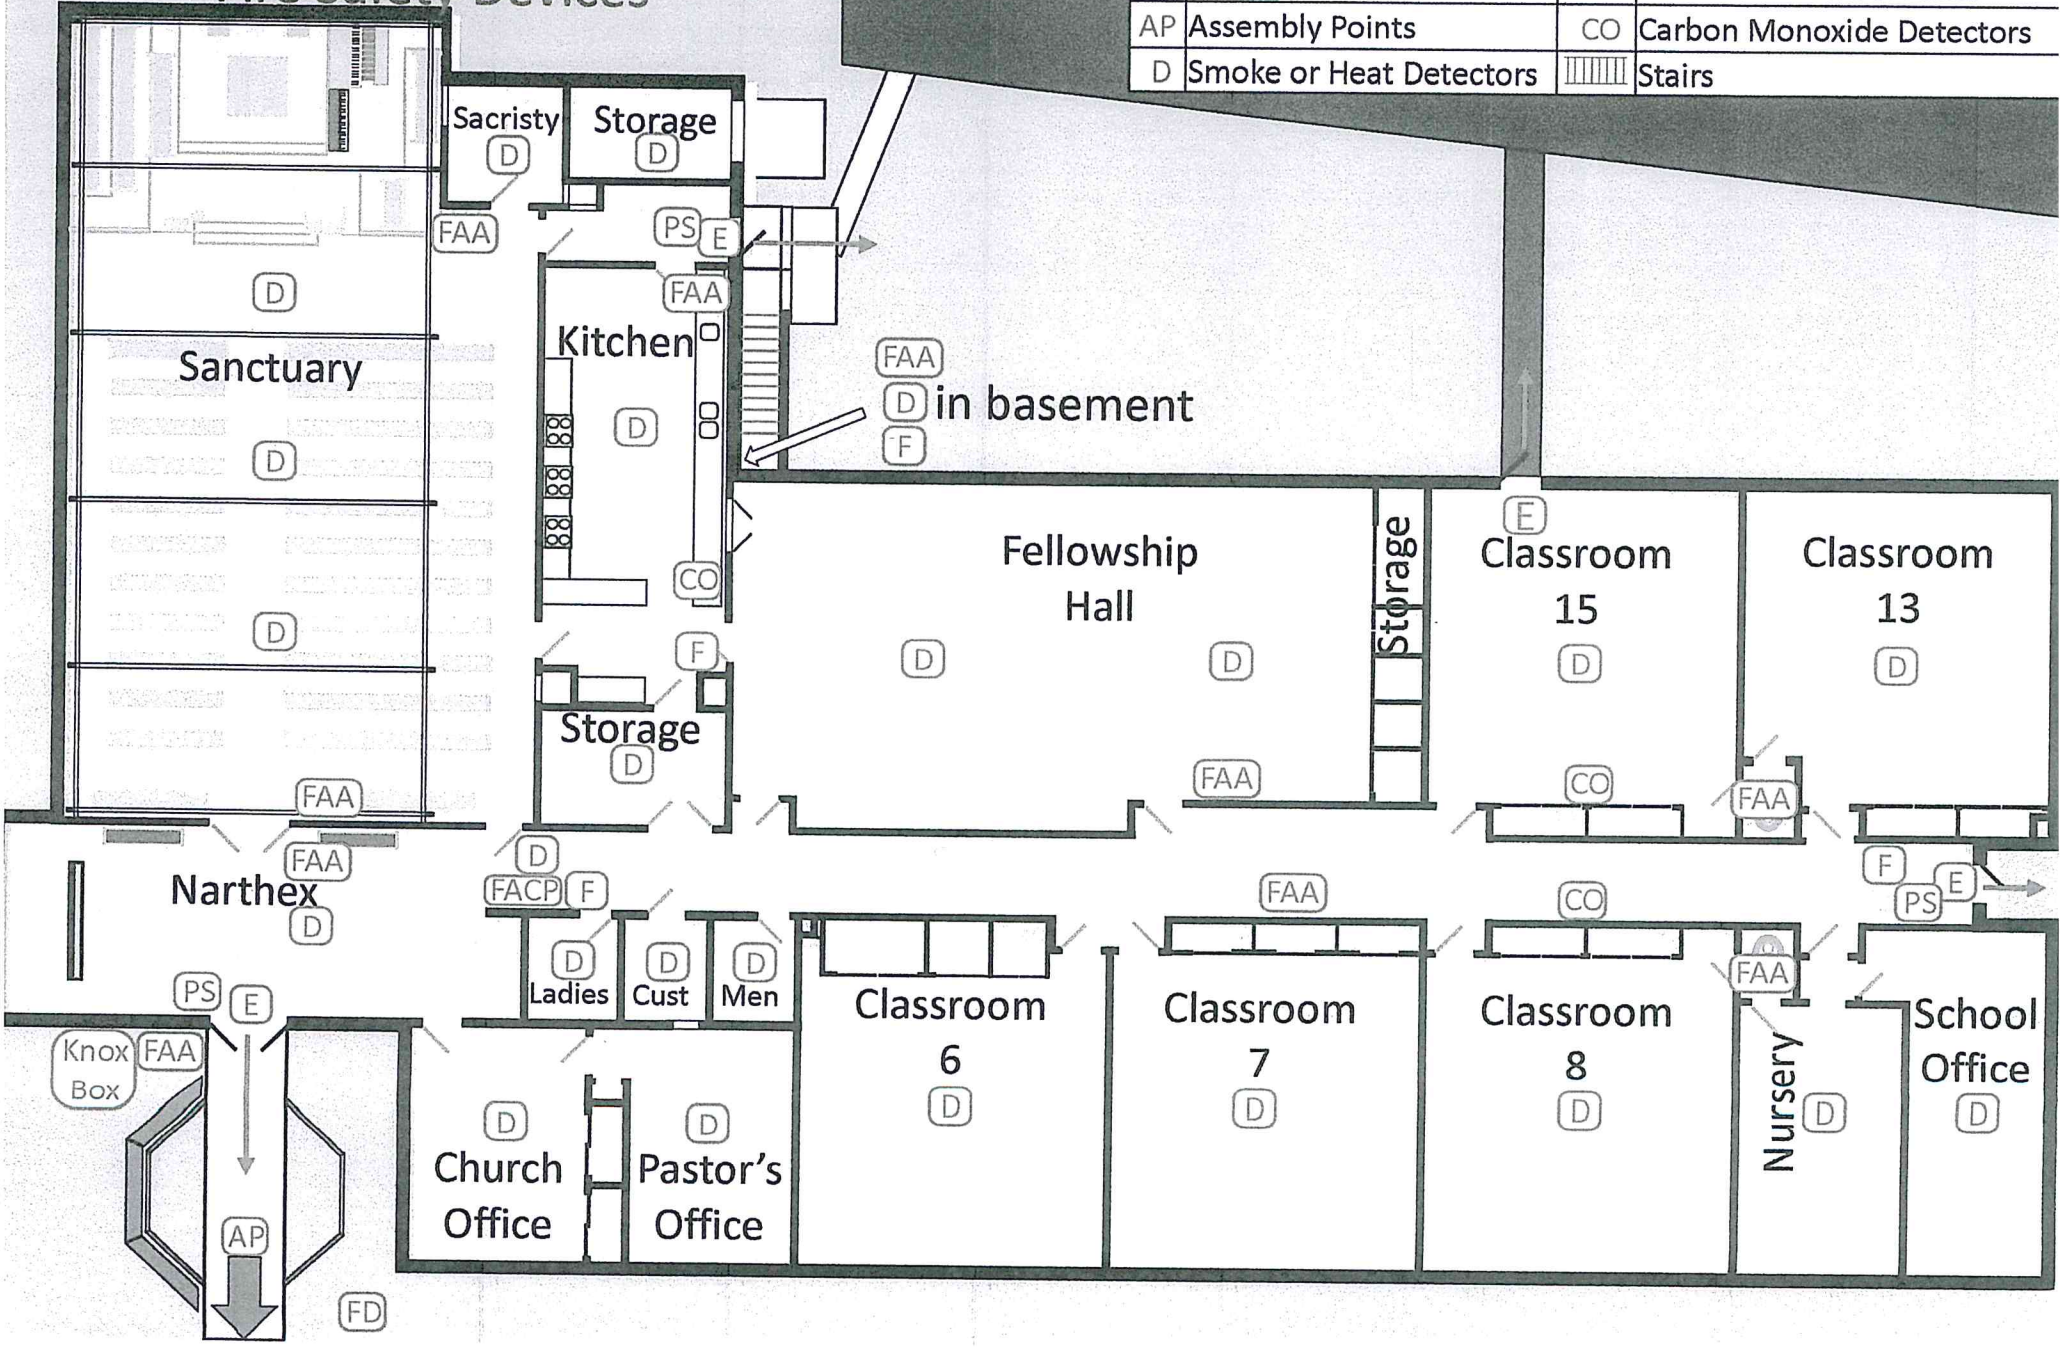 Fire Safety Devices
AP Assembly Points CO Carbon Monoxide Detectors
D Smoke or Heat Detectors Stairs
Sacristy
D
Storage
D
FAA
PS E
FAA
D
Sanctuary
D
D
FAA
Kitchen
D
CO
F
Storage
D
FAA
D in basement
F
Fellowship
Hall
D D
FAA
Storage
E
Classroom
15
D
CO
Classroom
13
D
FAA
FAA
Narthex
D
D
FACP F
FAA
CO
F
E
PS
PS E
Knox
Box
FAA
AP
FD
D
Ladies
D
Cust
D
Men
D
Church
Office
D
Pastor's
Office
Classroom
6
D
Classroom
7
D
Classroom
8
D
FAA
Nursery
D
School
Office
D